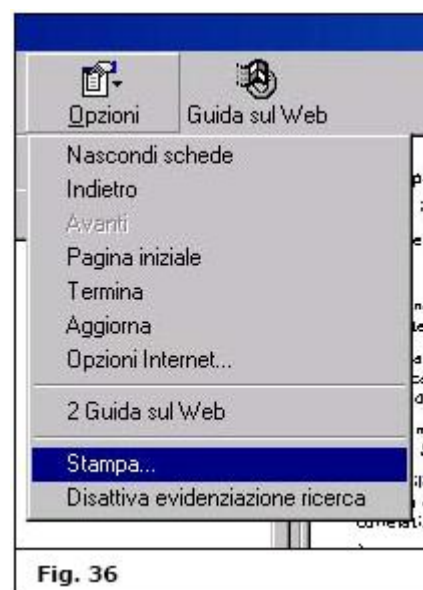 Opzioni Guida sul Web
Nascondi schede
Indietro
Avanti
Pagina iniziale
Termina
Aggiorna
Opzioni Internet...
2 Guida sul Web
Stampa...
Disattiva evidenziazione ricerca
Fig. 36